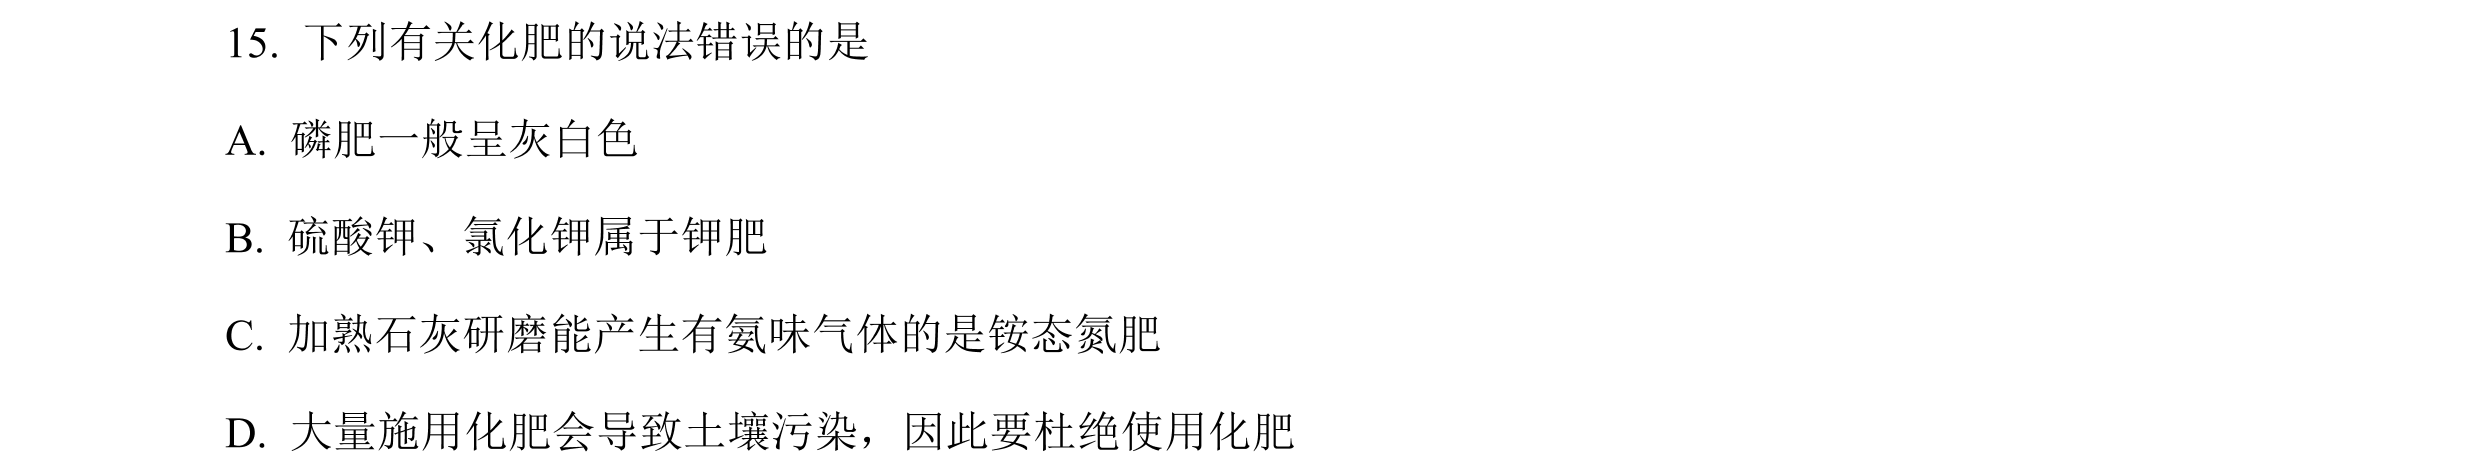 15. 下列有关化肥的说法错误的是
A. 磷肥一般呈灰白色
B. 硫酸钾、氯化钾属于钾肥
C. 加熟石灰研磨能产生有氨味气体的是铵态氮肥
D. 大量施用化肥会导致土壤污染，因此要杜绝使用化肥